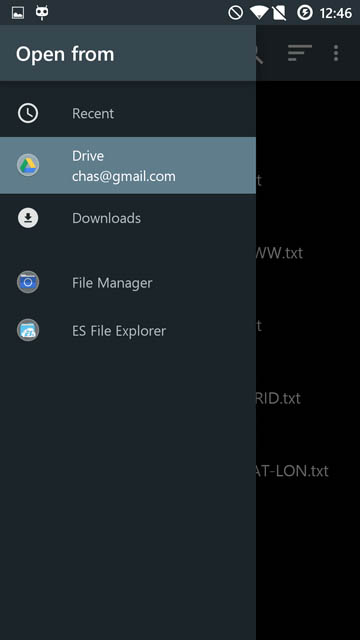 12:46
Open from
Recent
Drive
chas@gmail.com
t
Downloads
WW.txt
File Manager
t
ES File Explorer
RID.txt
AT-LON.txt